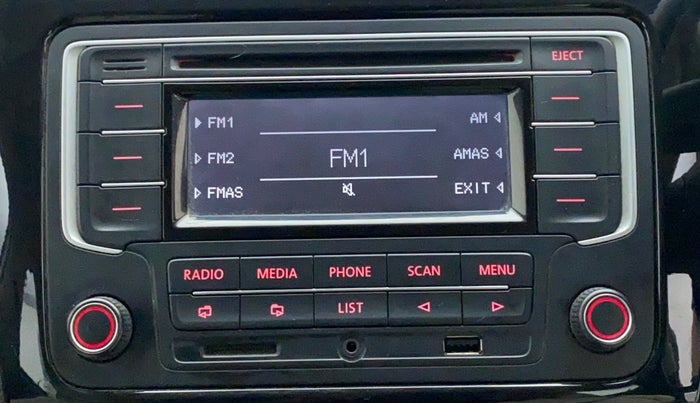 EJECT
FM1 AM
FM2 FM1 AMAS
FMAS EXIT
RADIO MEDIA PHONE SCAN MENU
LIST